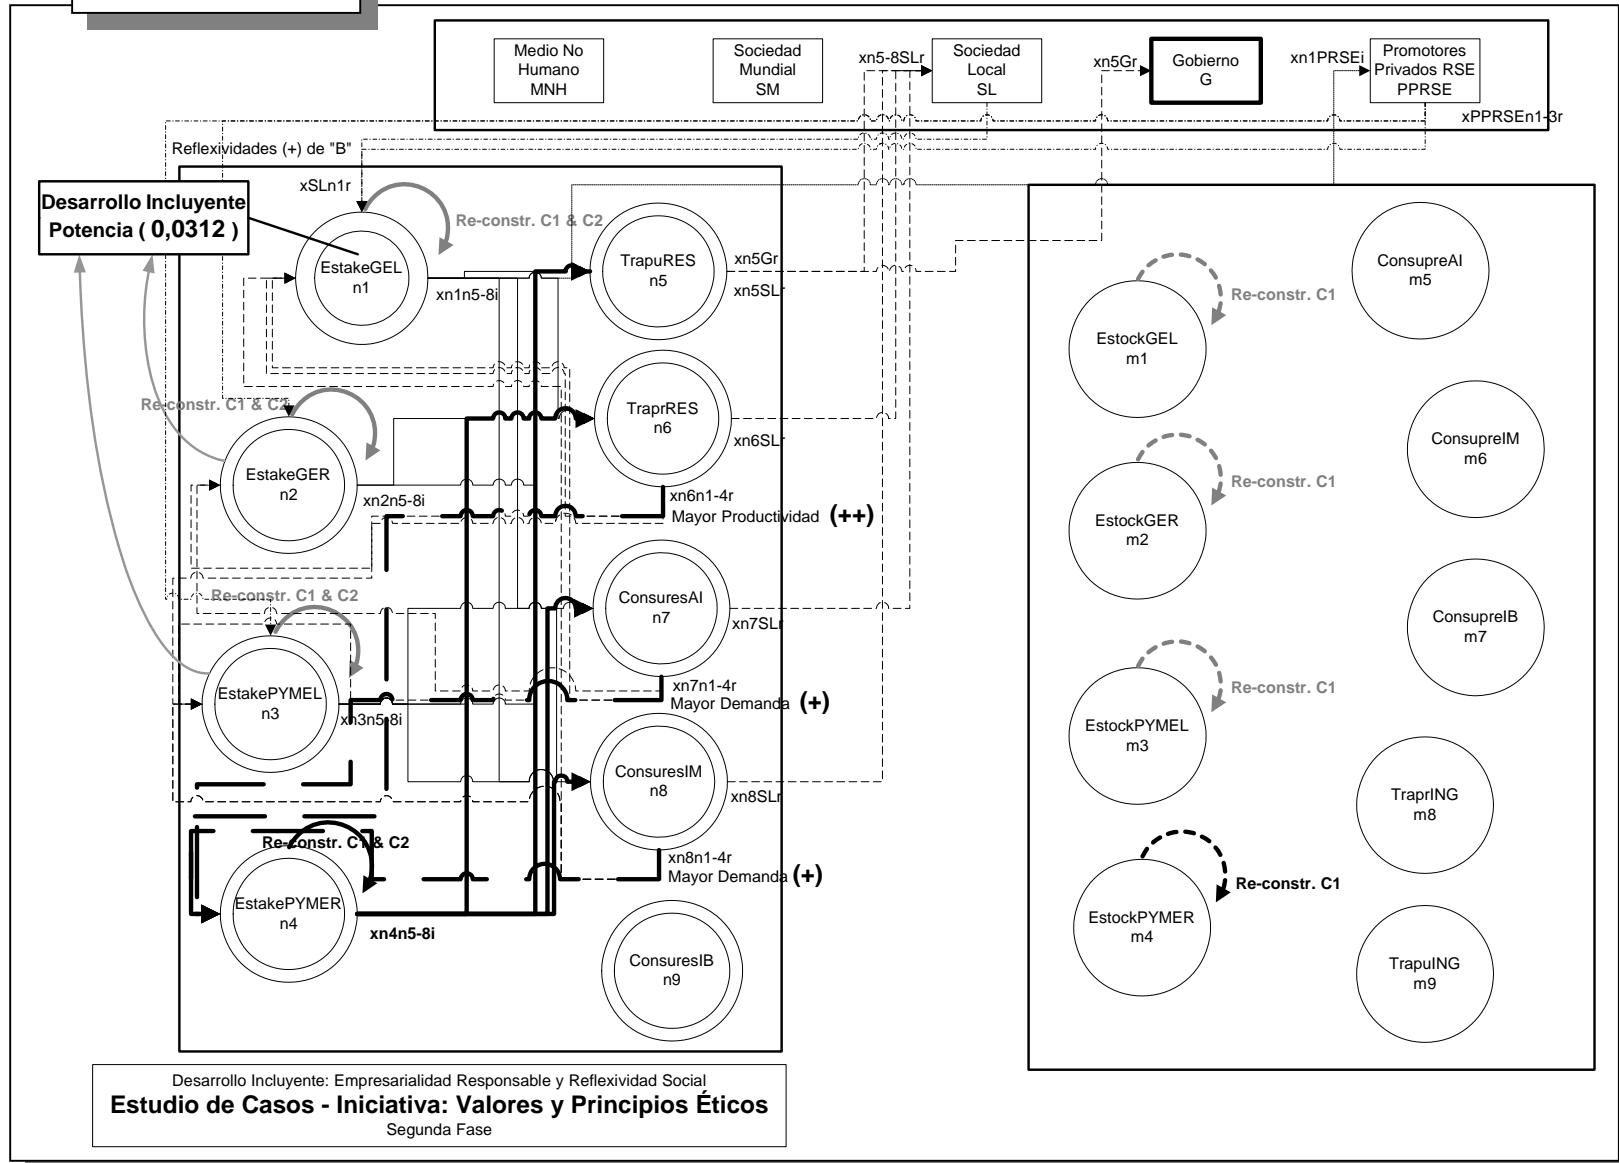 Medio No
Humano
MNH
Sociedad
Mundial
SM
xn5-8SLr
Sociedad
Local
SL
xn5Gr
Gobierno
G
xn1PRSEi
Promotores
Privados RSE
PPRSE
xPPRSEn1-3r
Reflexividades (+) de "B"
Desarrollo Incluyente
Potencia ( 0,0312 )
xSLn1r
Re-constr. C1 & C2
EstakeGEL
n1
xn1n5-8i
TrapuRES
n5
xn5Gr
xn5SLr
Re-constr. C1 & C2
EstakeGER
n2
xn2n5-8i
TraprRES
n6
xn6SLr
xn6n1-4r
Mayor Productividad (++)
Re-constr. C1 & C2
EstakePYMEL
n3
xn3n5-8i
ConsuresAI
n7
xn7SLr
xn7n1-4r
Mayor Demanda (+)
ConsuresIM
n8
xn8SLr
xn8n1-4r
Mayor Demanda (+)
Re-constr. C1 & C2
EstakePYMER
n4
xn4n5-8i
ConsuresIB
n9
EstockGEL
m1
Re-constr. C1
ConsupreAI
m5
EstockGER
m2
Re-constr. C1
ConsupreIM
m6
EstockPYMEL
m3
Re-constr. C1
ConsupreIB
m7
TraprING
m8
EstockPYMER
m4
Re-constr. C1
TrapuING
m9
Desarrollo Incluyente: Empresarialidad Responsable y Reflexividad Social
Estudio de Casos - Iniciativa: Valores y Principios Éticos
Segunda Fase